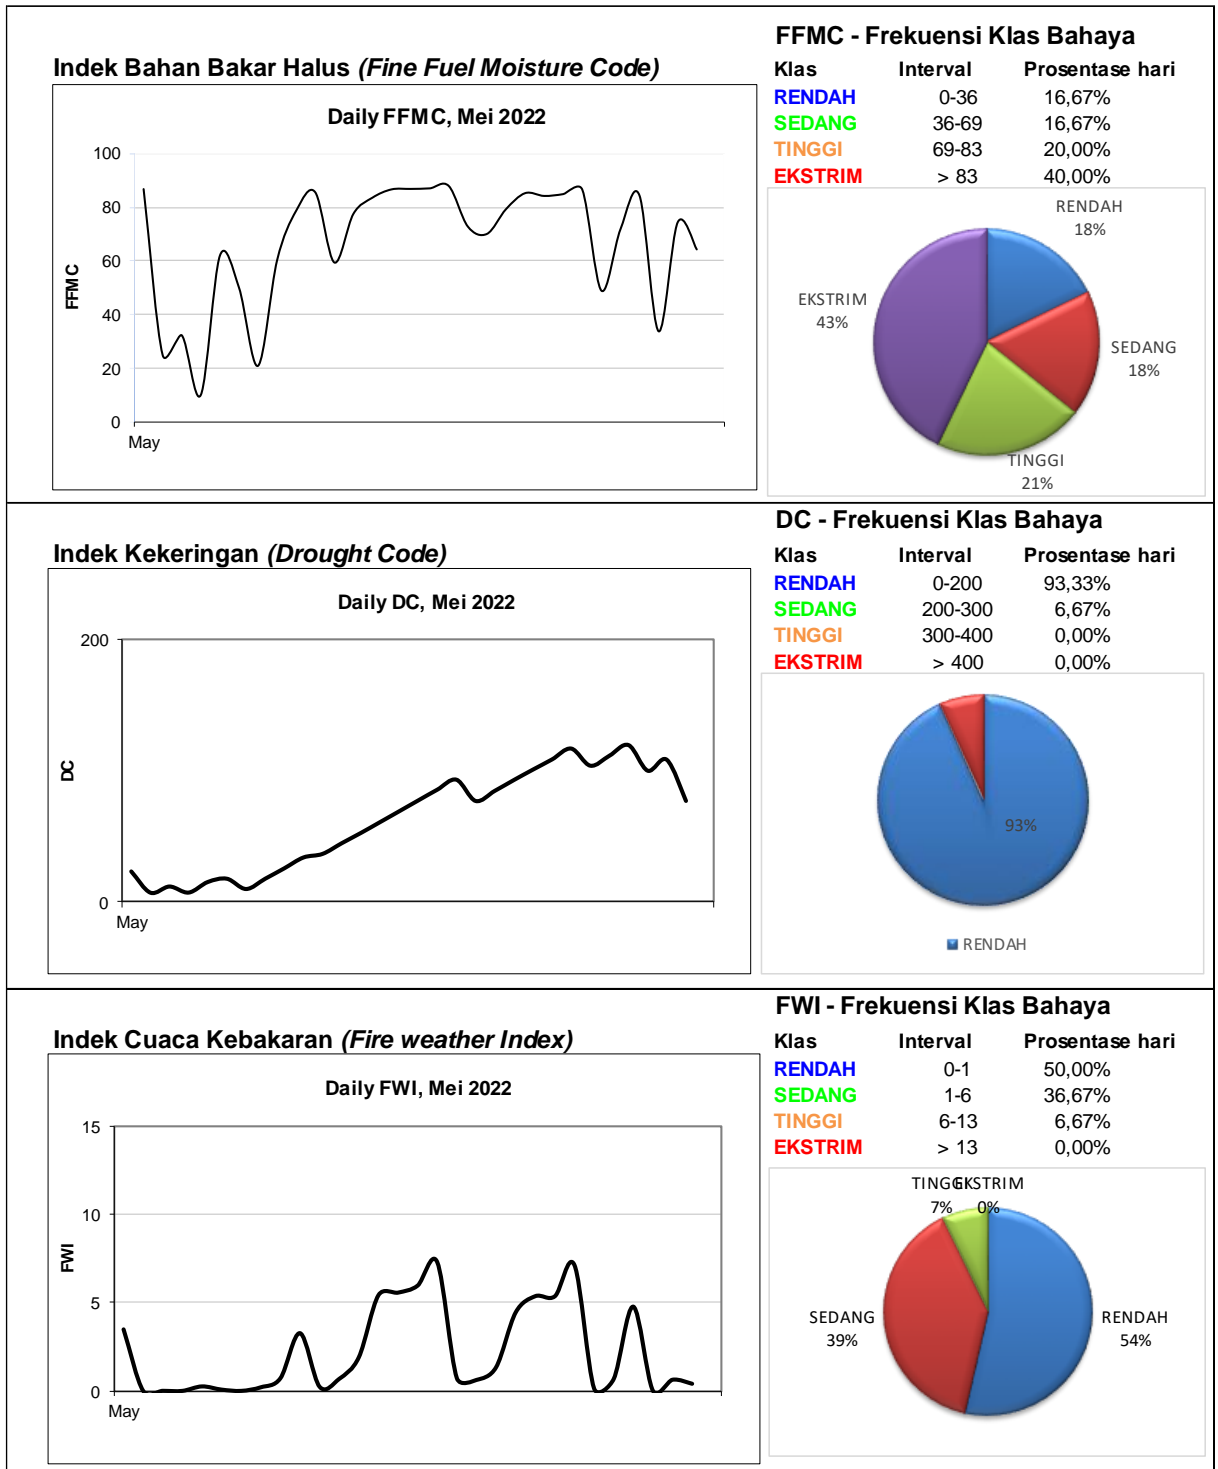 FFMC - Frekuensi Klas Bahaya
Indek Bahan Bakar Halus (Fine Fuel Moisture Code)
Klas Interval Prosentase hari
RENDAH 0-36 16,67%
SEDANG 36-69 16,67%
TINGGI 69-83 20,00%
EKSTRIM > 83 40,00%
Daily FFMC, Mei 2022
100
80
60
40
20
0
FFMC
May
RENDAH
18%
SEDANG
18%
TINGGI
21%
EKSTRIM
43%
DC - Frekuensi Klas Bahaya
Indek Kekeringan (Drought Code)
Klas Interval Prosentase hari
RENDAH 0-200 93,33%
SEDANG 200-300 6,67%
TINGGI 300-400 0,00%
EKSTRIM > 400 0,00%
Daily DC, Mei 2022
200
0
DC
May
93%
RENDAH
FWI - Frekuensi Klas Bahaya
Indek Cuaca Kebakaran (Fire weather Index)
Klas Interval Prosentase hari
RENDAH 0-1 50,00%
SEDANG 1-6 36,67%
TINGGI 6-13 6,67%
EKSTRIM > 13 0,00%
Daily FWI, Mei 2022
15
10
5
0
FWI
May
TINGGI
7%
EKSTRIM
0%
SEDANG
39%
RENDAH
54%